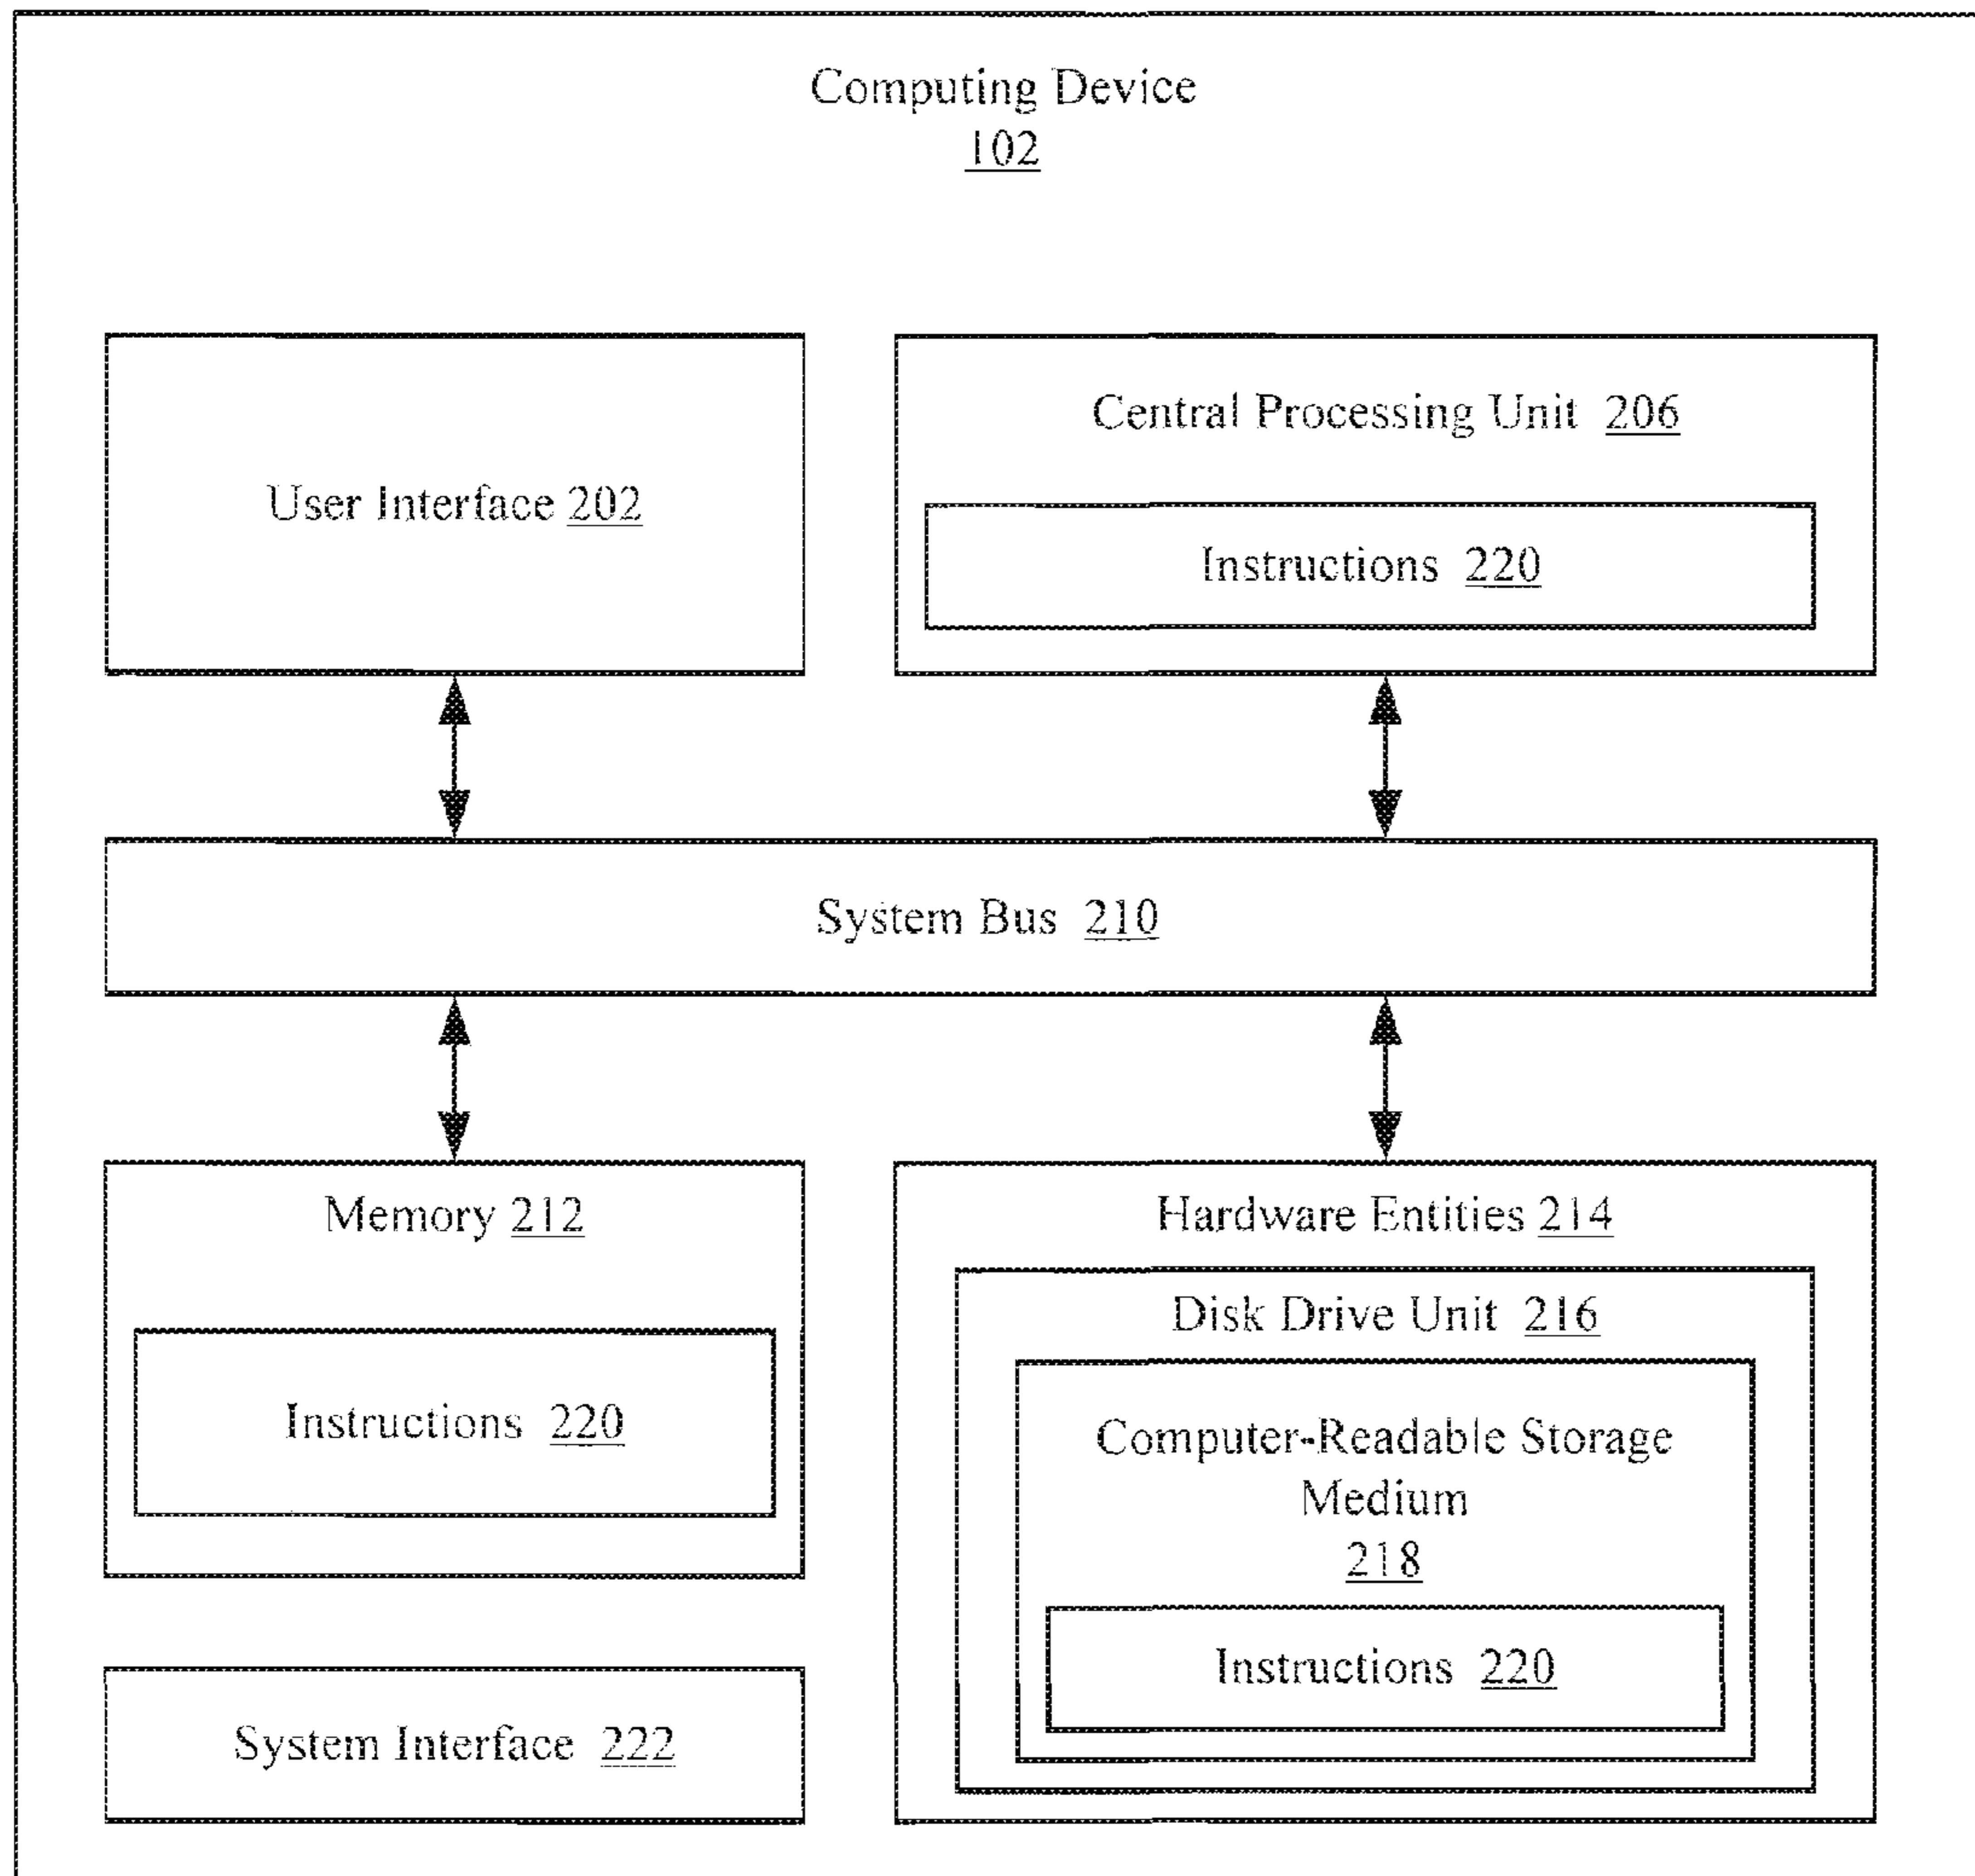 Computing Device
102
User Interface 202
Central Processing Unit 206
Instructions 220
System Bus 210
Memory 212
Instructions 220
Hardware Entities 214
Disk Drive Unit 216
Computer-Readable Storage
Medium
218
Instructions 220
System Interface 222